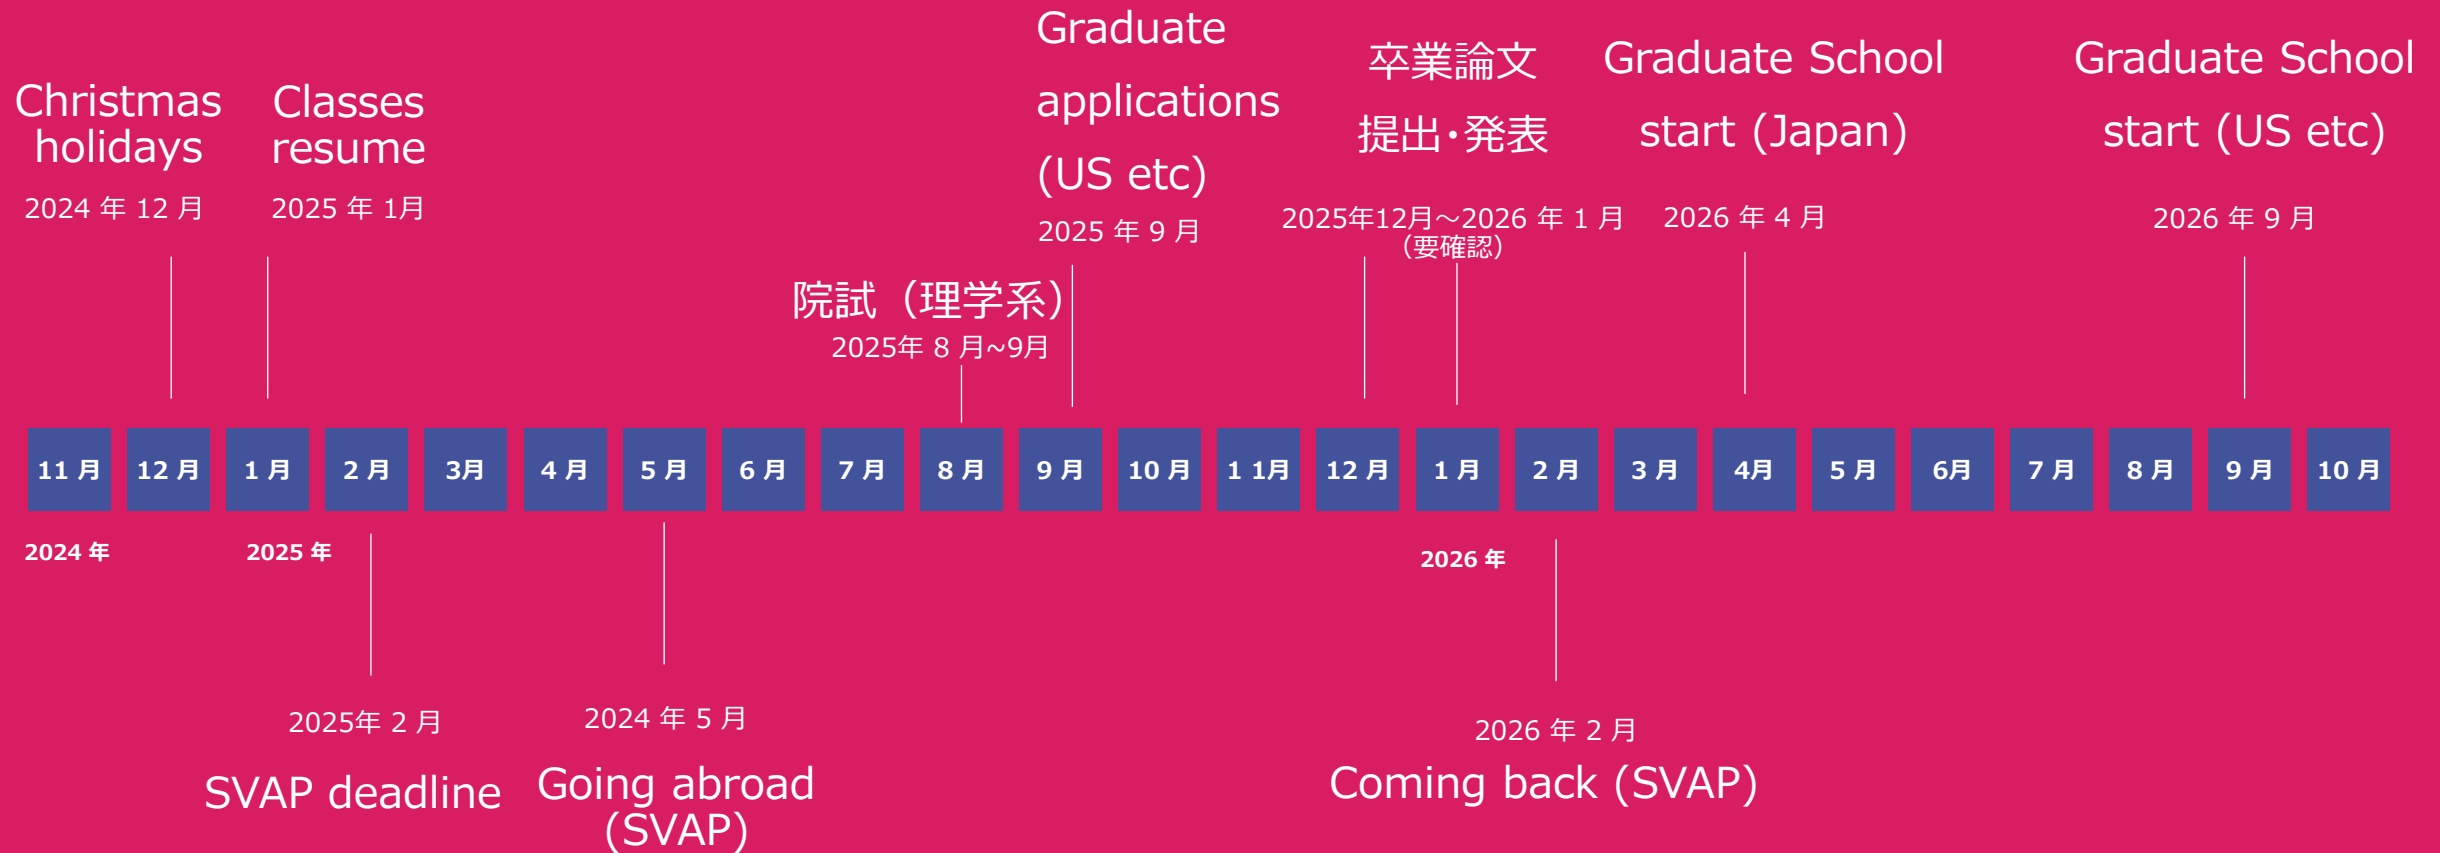 Christmas
holidays
2024 年 12 月
Classes
resume
2025 年 1月
院試（理学系）
2025年 8 月~9月
Graduate
applications
(US etc)
2025 年 9 月
卒業論文
提出・発表
2025年12月～2026 年 1 月
（要確認）
Graduate School
start (Japan)
2026 年 4 月
Graduate School
start (US etc)
2026 年 9 月
11 月 12 月 1 月 2 月 3月 4 月 5 月 6 月 7 月 8 月 9 月 10 月 1 1月 12 月 1 月 2 月 3 月 4月 5 月 6月 7 月 8 月 9 月 10 月
2024 年 2025 年 2026 年
2025年 2 月
SVAP deadline
2024 年 5 月
Going abroad
(SVAP)
2026 年 2 月
Coming back (SVAP)